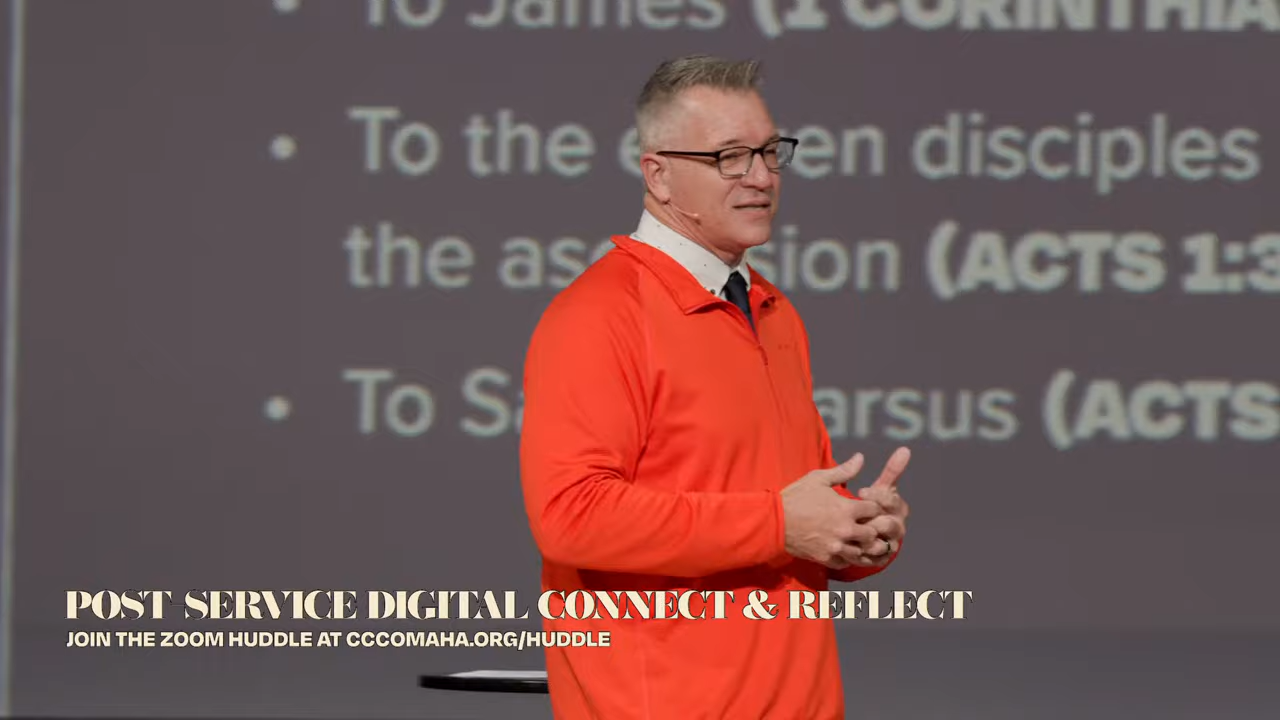 To James (1 CORINTHIA
To the en disciples
the asc sion (ACTS 1:3
To Sa arsus (ACTS
POST SERVICE DIGITAL CONNECT & REFLECT
JOIN THE ZOOM HUDDLE AT CCCOMAHA.ORG/HUDDLE